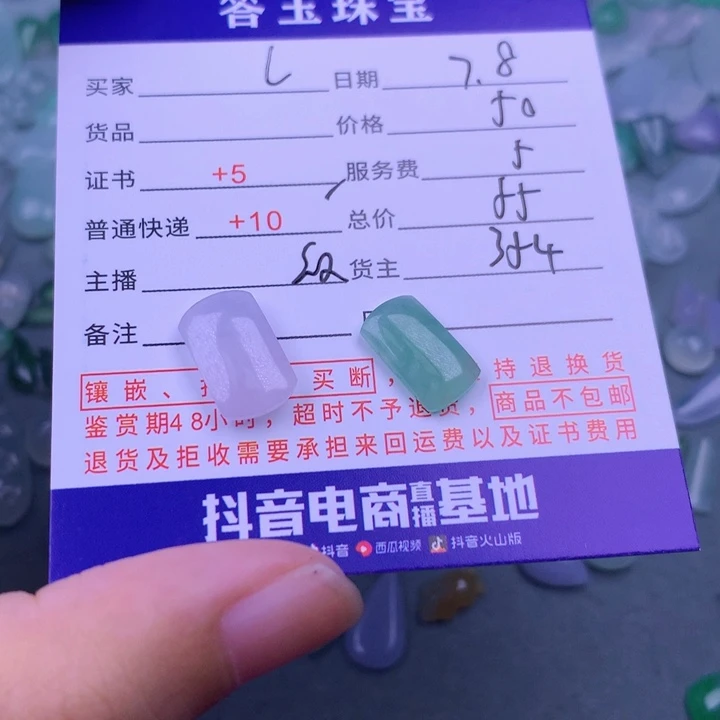 答玉珠宝
买家 L 日期 7.8
货品 价格 50
证书 +5 服务费 5
普通快递 +10 总价 55
主播 货主 354
备注
镶嵌、买断，持退换货
鉴赏期48小时，超时不予退货，商品不包邮
退货及拒收需要承担来回运费以及证书费用
抖音电商直播基地
抖音 西瓜视频 抖音火山版